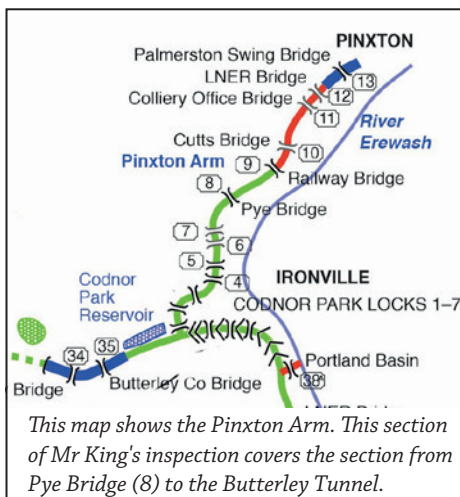 PINXTON
Palmerston Swing Bridge
LNER Bridge
13
Colliery Office Bridge
12
11
River
Erewash
Cutts Bridge
10
Pinxton Arm
9
Railway Bridge
8
Pye Bridge
7
6
5
4
IRONVILLE
CODNOR PARK LOCKS 1–7
Codnor
Park
Reservoir
Portland Basin
34
35
38
Bridge
Butterley Co Bridge
This map shows the Pinxton Arm. This section
of Mr King's inspection covers the section from
Pye Bridge (8) to the Butterley Tunnel.